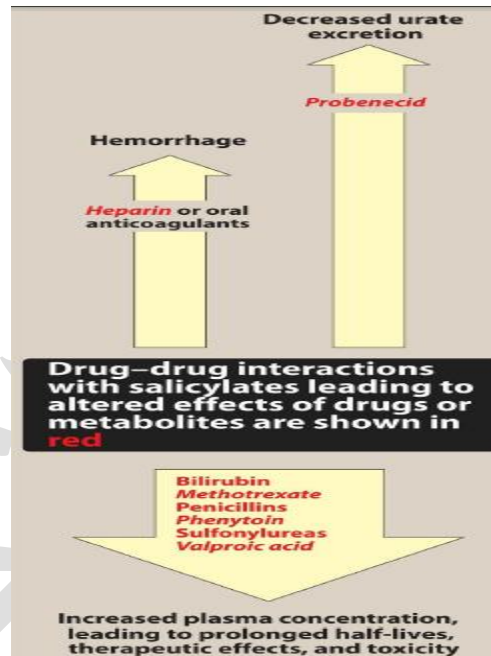 Decreased urate
excretion
Probenecid
Hemorrhage
Heparin or oral
anticoagulants
Drug–drug interactions
with salicylates leading to
altered effects of drugs or
metabolites are shown in
red
Bilirubin
Methotrexate
Penicillins
Phenytoin
Sulfonylureas
Valproic acid
Increased plasma concentration,
leading to prolonged half-lives,
therapeutic effects, and toxicity